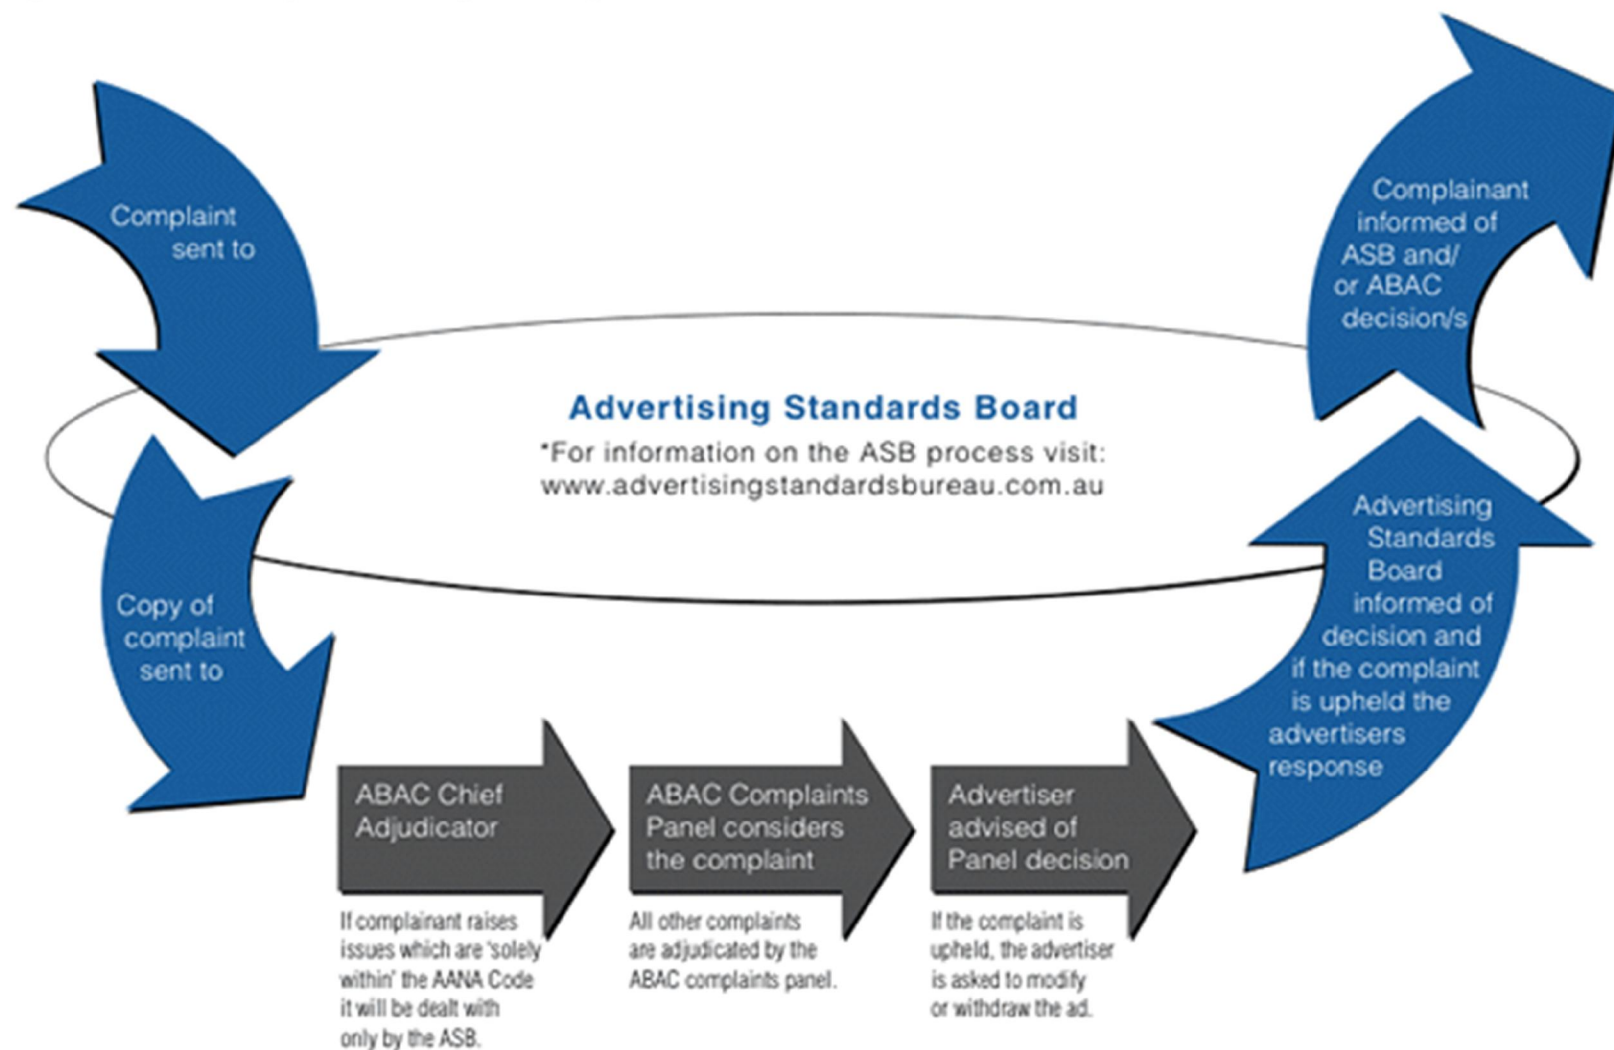 Complaint
sent to
Complainant
informed of
ASB and/
or ABAC
decision/s
Advertising Standards Board
*For information on the ASB process visit:
www.advertisingstandardsbureau.com.au
Copy of
complaint
sent to
Advertising
Standards
Board
informed of
decision and
if the complaint
is upheld the
advertisers
response
ABAC Chief
Adjudicator
If complainant raises
issues which are 'solely
within' the AANA Code
it will be dealt with
only by the ASB.
ABAC Complaints
Panel considers
the complaint
All other complaints
are adjudicated by the
ABAC complaints panel.
Advertiser
advised of
Panel decision
If the complaint is
upheld, the advertiser
is asked to modify
or withdraw the ad.